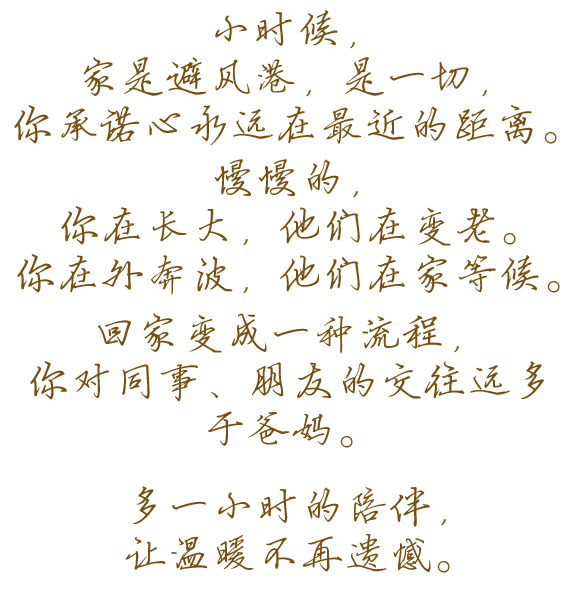 小时候，
家是避风港，是一切，
你承诺心永远在最近的距离。
慢慢的，
你在长大，他们在变老。
你在外奔波，他们在家等候。
回家变成一种流程，
你对同事、朋友的交往远多
于爸妈。
多一小时的陪伴，
让温暖不再遗憾。